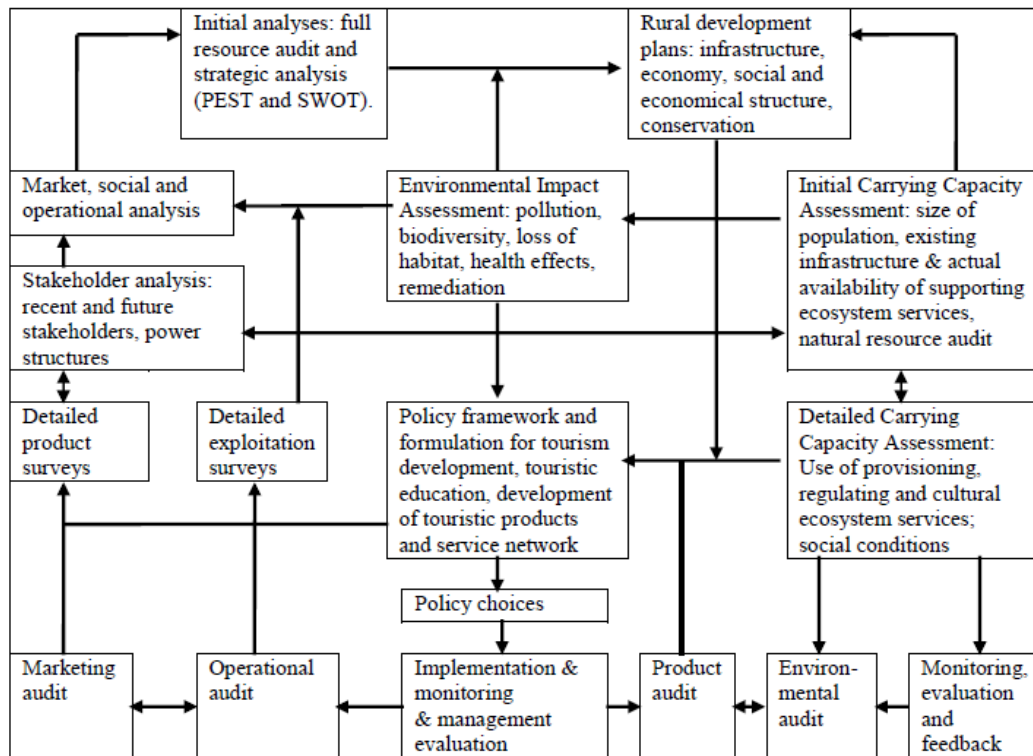 Initial analyses: full
resource audit and
strategic analysis
(PEST and SWOT).
Rural development
plans: infrastructure,
economy, social and
economical structure,
conservation
Market, social and
operational analysis
Environmental Impact
Assessment: pollution,
biodiversity, loss of
habitat, health effects,
remediation
Initial Carrying Capacity
Assessment: size of
population, existing
infrastructure & actual
availability of supporting
ecosystem services,
natural resource audit
Stakeholder analysis:
recent and future
stakeholders, power
structures
Detailed
product
surveys
Detailed
exploitation
surveys
Policy framework and
formulation for tourism
development, touristic
education, development
of touristic products
and service network
Detailed Carrying
Capacity Assessment:
Use of provisioning,
regulating and cultural
ecosystem services;
social conditions
Policy choices
Marketing
audit
Operational
audit
Implementation &
monitoring
& management
evaluation
Product
audit
Environ-
mental
audit
Monitoring,
evaluation
and
feedback